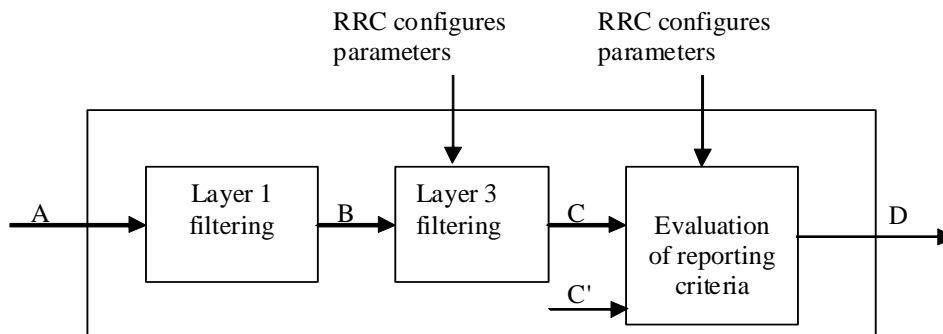 RRC configures
parameters
RRC configures
parameters
A
Layer 1
filtering
B
Layer 3
filtering
C
C'
Evaluation
of reporting
criteria
D